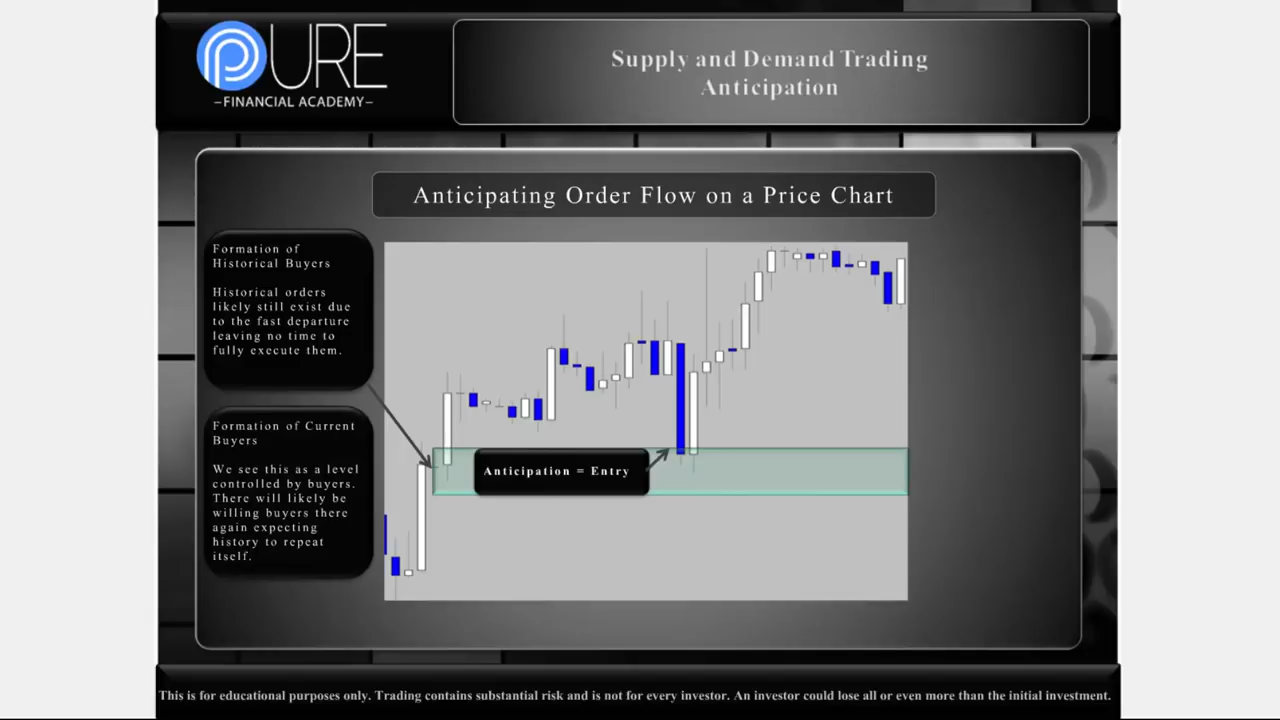 PURE
–FINANCIAL ACADEMY–
Supply and Demand Trading
Anticipation
Anticipating Order Flow on a Price Chart
Formation of
Historical Buyers
Historical orders
likely still exist due
to the fast departure
leaving no time to
fully execute them.
Formation of Current
Buyers
We see this as a level
controlled by buyers.
There will likely be
willing buyers there
again expecting
history to repeat
itself.
Anticipation = Entry
This is for educational purposes only. Trading contains substantial risk and is not for every investor. An investor could lose all or even more than the initial investment.